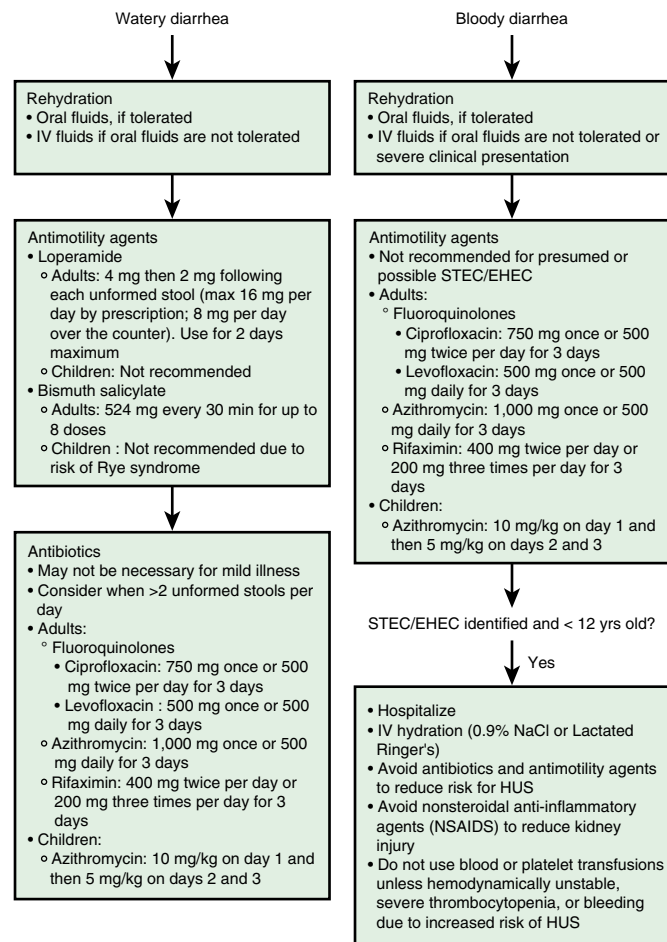 Watery diarrhea
Rehydration
• Oral fluids, if tolerated
• IV fluids if oral fluids are not tolerated
Antimotility agents
• Loperamide
° Adults: 4 mg then 2 mg following
each unformed stool (max 16 mg per
day by prescription; 8 mg per day
over the counter). Use for 2 days
maximum
° Children: Not recommended
• Bismuth salicylate
° Adults: 524 mg every 30 min for up to
8 doses
° Children : Not recommended due to
risk of Rye syndrome
Antibiotics
• May not be necessary for mild illness
• Consider when >2 unformed stools per
day
• Adults:
° Fluoroquinolones
• Ciprofloxacin: 750 mg once or 500
mg twice per day for 3 days
• Levofloxacin : 500 mg once or 500
mg daily for 3 days
° Azithromycin: 1,000 mg once or 500
mg daily for 3 days
° Rifaximin: 400 mg twice per day or
200 mg three times per day for 3
days
• Children:
° Azithromycin: 10 mg/kg on day 1 and
then 5 mg/kg on days 2 and 3
Bloody diarrhea
Rehydration
• Oral fluids, if tolerated
• IV fluids if oral fluids are not tolerated or
severe clinical presentation
Antimotility agents
• Not recommended for presumed or
possible STEC/EHEC
• Adults:
° Fluoroquinolones
• Ciprofloxacin: 750 mg once or 500
mg twice per day for 3 days
• Levofloxacin: 500 mg once or 500
mg daily for 3 days
° Azithromycin: 1,000 mg once or 500
mg daily for 3 days
° Rifaximin: 400 mg twice per day or
200 mg three times per day for 3
days
• Children:
° Azithromycin: 10 mg/kg on day 1 and
then 5 mg/kg on days 2 and 3
STEC/EHEC identified and < 12 yrs old?
Yes
• Hospitalize
• IV hydration (0.9% NaCl or Lactated
Ringer's)
• Avoid antibiotics and antimotility agents
to reduce risk for HUS
• Avoid nonsteroidal anti-inflammatory
agents (NSAIDS) to reduce kidney
injury
• Do not use blood or platelet transfusions
unless hemodynamically unstable,
severe thrombocytopenia, or bleeding
due to increased risk of HUS